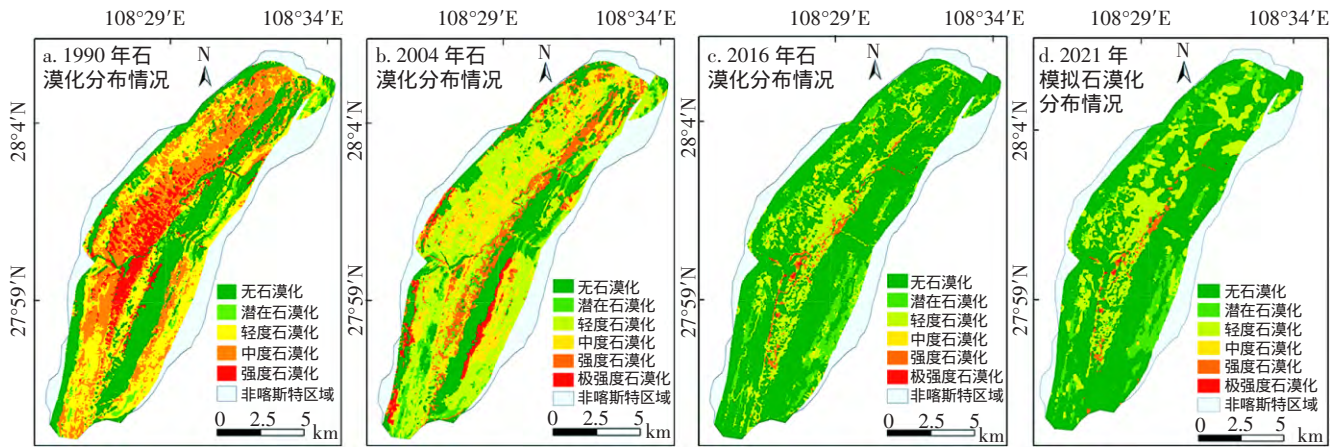 108°29′E 108°34′E 108°29′E 108°34′E 108°29′E 108°34′E
a. 1990 年石
漠化分布情况
N
28°4′N
27°59′N
无石漠化
潜在石漠化
轻度石漠化
中度石漠化
强度石漠化
非喀斯特区域
0 2.5 5
km
b. 2004 年石
漠化分布情况
N
无石漠化
潜在石漠化
轻度石漠化
中度石漠化
强度石漠化
极强度石漠化
非喀斯特区域
0 2.5 5
km
c. 2016 年石
漠化分布情况
N
28°4′N
27°59′N
无石漠化
潜在石漠化
轻度石漠化
中度石漠化
强度石漠化
极强度石漠化
非喀斯特区域
0 2.5 5
km
d. 2021 年
模拟石漠化
分布情况
N
28°4′N
27°59′N
无石漠化
潜在石漠化
轻度石漠化
中度石漠化
强度石漠化
极强度石漠化
非喀斯特区域
0 2.5 5
km